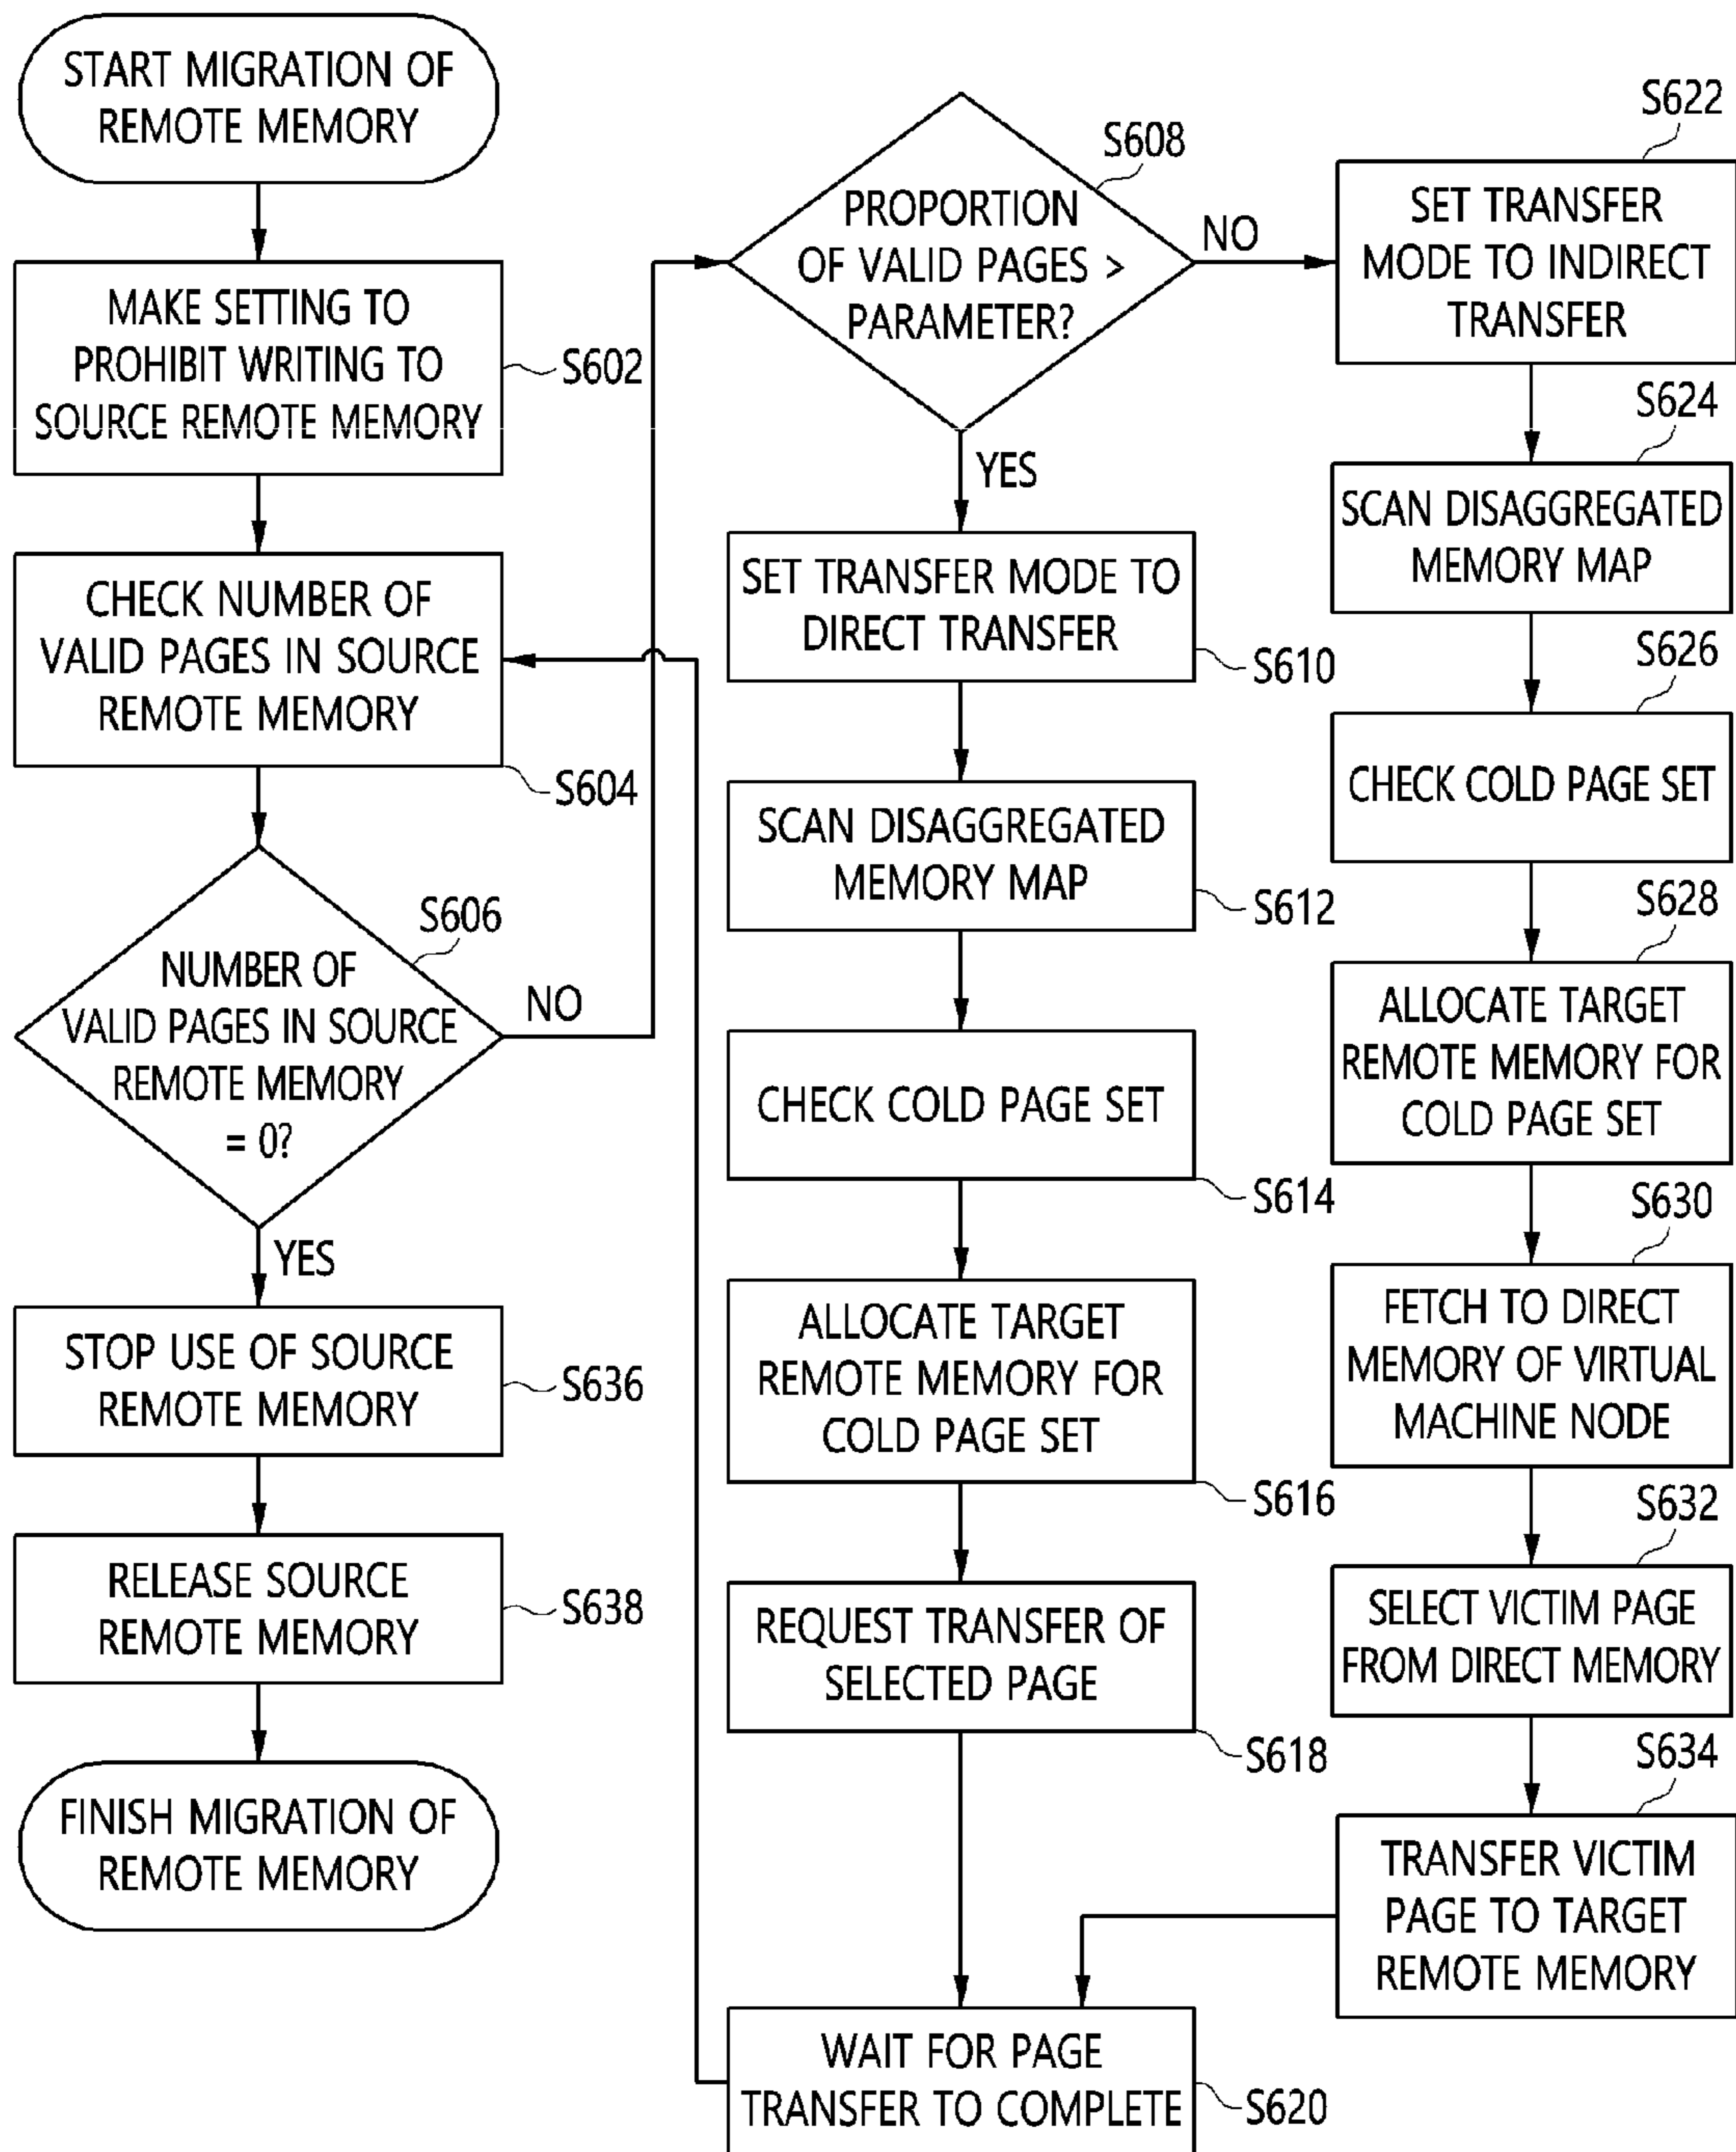 START MIGRATION OF
REMOTE MEMORY
MAKE SETTING TO
PROHIBIT WRITING TO
SOURCE REMOTE MEMORY
S602
CHECK NUMBER OF
VALID PAGES IN SOURCE
REMOTE MEMORY
S604
S606
NUMBER OF
VALID PAGES IN SOURCE
REMOTE MEMORY
= 0?
NO
YES
STOP USE OF SOURCE
REMOTE MEMORY
S636
RELEASE SOURCE
REMOTE MEMORY
S638
FINISH MIGRATION OF
REMOTE MEMORY
S608
PROPORTION
OF VALID PAGES >
PARAMETER?
NO
YES
SET TRANSFER MODE TO
DIRECT TRANSFER
S610
SCAN DISAGGREGATED
MEMORY MAP
S612
CHECK COLD PAGE SET
S614
ALLOCATE TARGET
REMOTE MEMORY FOR
COLD PAGE SET
S616
REQUEST TRANSFER OF
SELECTED PAGE
S618
WAIT FOR PAGE
TRANSFER TO COMPLETE
S620
S622
SET TRANSFER
MODE TO INDIRECT
TRANSFER
S624
SCAN DISAGGREGATED
MEMORY MAP
S626
CHECK COLD PAGE SET
S628
ALLOCATE TARGET
REMOTE MEMORY FOR
COLD PAGE SET
S630
FETCH TO DIRECT
MEMORY OF VIRTUAL
MACHINE NODE
S632
SELECT VICTIM PAGE
FROM DIRECT MEMORY
S634
TRANSFER VICTIM
PAGE TO TARGET
REMOTE MEMORY